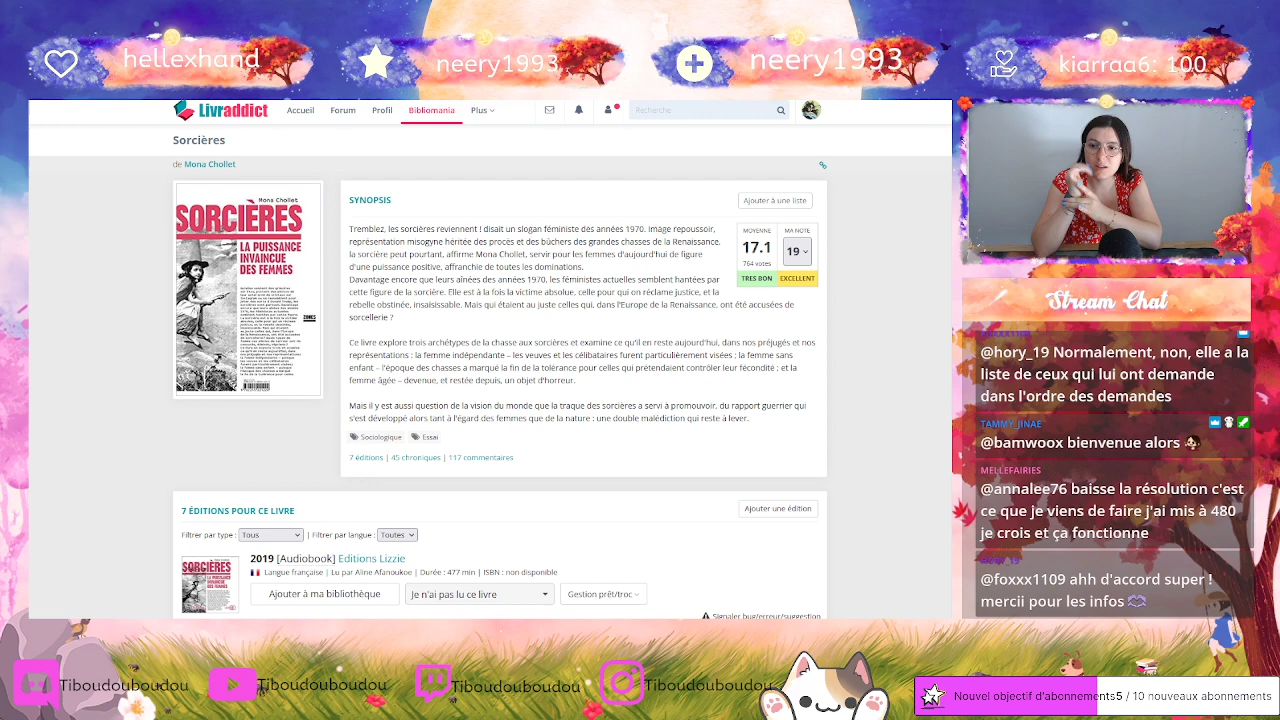 hellexhand
neery1993
neery1993
kiarraa6: 100
Livraddict
Accueil
Forum
Profil
Bibliomania
Plus
Recherche
Sorcières
de Mona Chollet
Mona Chollet
SORCIÈRES
LA PUISSANCE
INVAINCUE
DES FEMMES
ZONES
SYNOPSIS
Ajouter à une liste
Tremblez, les sorcières reviennent ! disait un slogan féministe des années 1970. Image repoussoir,
représentation misogyne héritée des procès et des bûchers des grandes chasses de la Renaissance,
la sorcière peut pourtant, affirme Mona Chollet, servir pour les femmes d'aujourd'hui de figure
d'une puissance positive, affranchie de toutes les dominations.
Davantage encore que leurs aînées des années 1970, les féministes actuelles semblent hantées par
cette figure de la sorcière. Elle est à la fois la victime absolue, celle pour qui on réclame justice, et la
rebelle obstinée, insaisissable. Mais qui étaient au juste celles qui, dans l'Europe de la Renaissance, ont été accusées de
sorcellerie ?
Ce livre explore trois archétypes de la chasse aux sorcières et examine ce qu'il en reste aujourd'hui, dans nos préjugés et nos
représentations : la femme indépendante – les veuves et les célibataires furent particulièrement visées ; la femme sans
enfant – l'époque des chasses a marqué la fin de la tolérance pour celles qui prétendaient contrôler leur fécondité ; et la
femme âgée – devenue, et restée depuis, un objet d'horreur.
Mais il y est aussi question de la vision du monde que la traque des sorcières a servi à promouvoir, du rapport guerrier qui
s'est développé alors tant à l'égard des femmes que de la nature : une double malédiction qui reste à lever.
MOYENNE
17.1
764 votes
TRES BON
MA NOTE
19
EXCELLENT
Sociologique
Essai
7 éditions | 45 chroniques | 117 commentaires
7 ÉDITIONS POUR CE LIVRE
Ajouter une édition
Filtrer par type : Tous | Filtrer par langue : Toutes
SORCIÈRES
2019 [Audiobook] Editions Lizzie
Langue française | Lu par Aline Afanoukoe | Durée : 477 min | ISBN : non disponible
Ajouter à ma bibliothèque
Je n'ai pas lu ce livre
Gestion prêt/troc
Signaler bug/erreur/suggestion
Stream Chat
@hory_19 Normalement, non, elle a la
liste de ceux qui lui ont demande
dans l'ordre des demandes
TAMMY_JINAE
@bamwoox bienvenue alors
MELLEFAIRIES
@annalee76 baisse la résolution c'est
ce que je viens de faire j'ai mis à 480
je crois et ça fonctionne
@foxxx1109 ahh d'accord super !
mercii pour les infos
Tiboudouboudou
Tiboudouboudou
Tiboudouboudou
Tiboudouboudou
Nouvel objectif d'abonnements
5 / 10 nouveaux abonnements